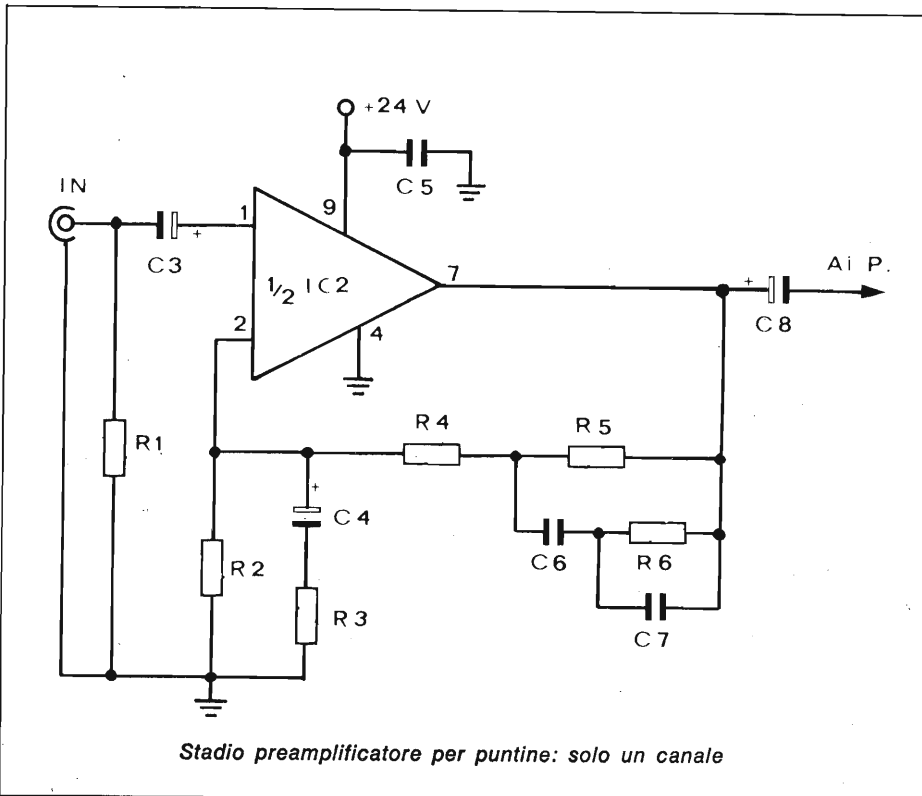 +24 V
C5
IN
C3
+
1
9
1/2 IC2
7
2
4
+
C8
Ai P.
R1
R4
R5
+
C4
R2
R3
C6
R6
C7
Stadio preamplificatore per puntine: solo un canale